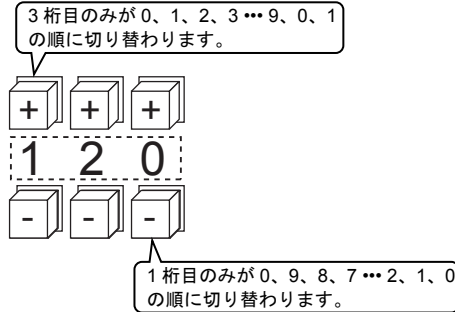 3桁目のみが 0、1、2、3 ••• 9、0、1
の順に切り替わります。
+ + +
1 2 0
- - -
1桁目のみが 0、9、8、7 ••• 2、1、0
の順に切り替わります。